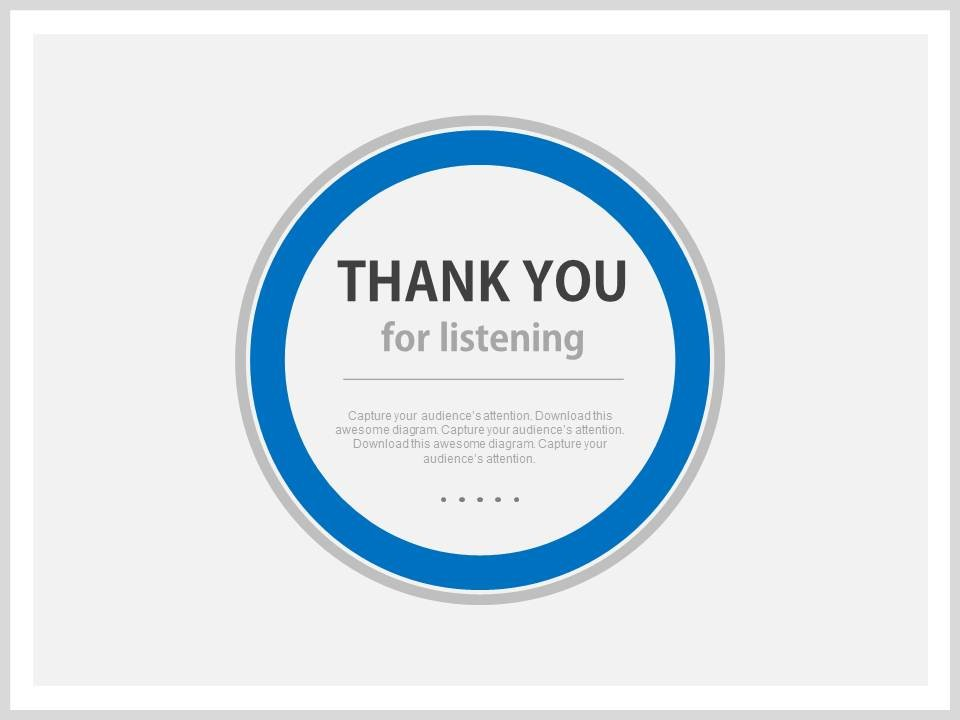 THANK YOU
for listening
Capture your audience's attention. Download this
awesome diagram. Capture your audience's attention.
Download this awesome diagram. Capture your
audience's attention.
.....